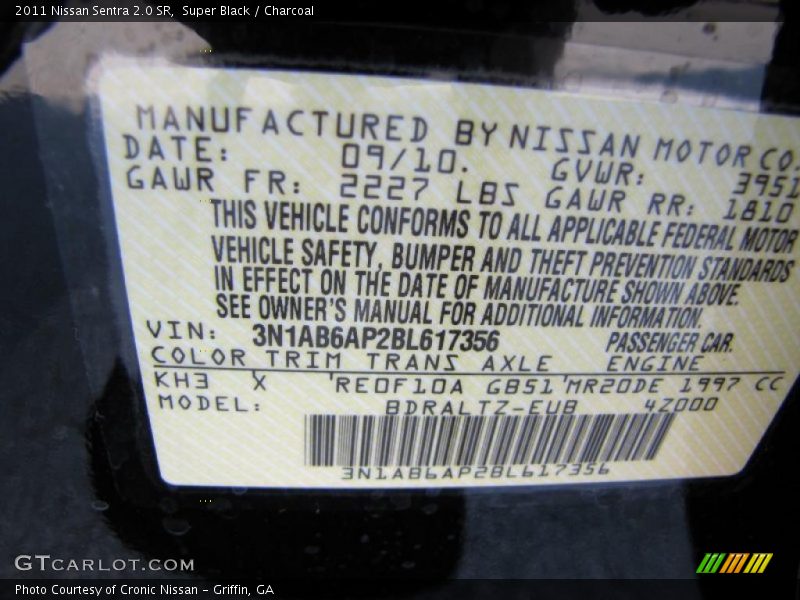 2011 Nissan Sentra 2.0 SR, Super Black / Charcoal
MANUFACTURED BY NISSAN MOTOR CO.
DATE: 09/10. GVWR: 3951
GAWR FR: 2227 LBS GAWR RR: 1810
THIS VEHICLE CONFORMS TO ALL APPLICABLE FEDERAL MOTOR
VEHICLE SAFETY, BUMPER AND THEFT PREVENTION STANDARDS
IN EFFECT ON THE DATE OF MANUFACTURE SHOWN ABOVE.
SEE OWNER'S MANUAL FOR ADDITIONAL INFORMATION.
VIN: 3N1AB6AP2BL617356 PASSENGER CAR.
COLOR TRIM TRANS AXLE ENGINE
KH3 X 'RE0F10A GB51'MR20DE 1997 CC
MODEL: BDRALTZ-EUB 4Z000
3N1AB6AP2BL617356
GTCARLOT.COM
Photo Courtesy of Cronic Nissan - Griffin, GA